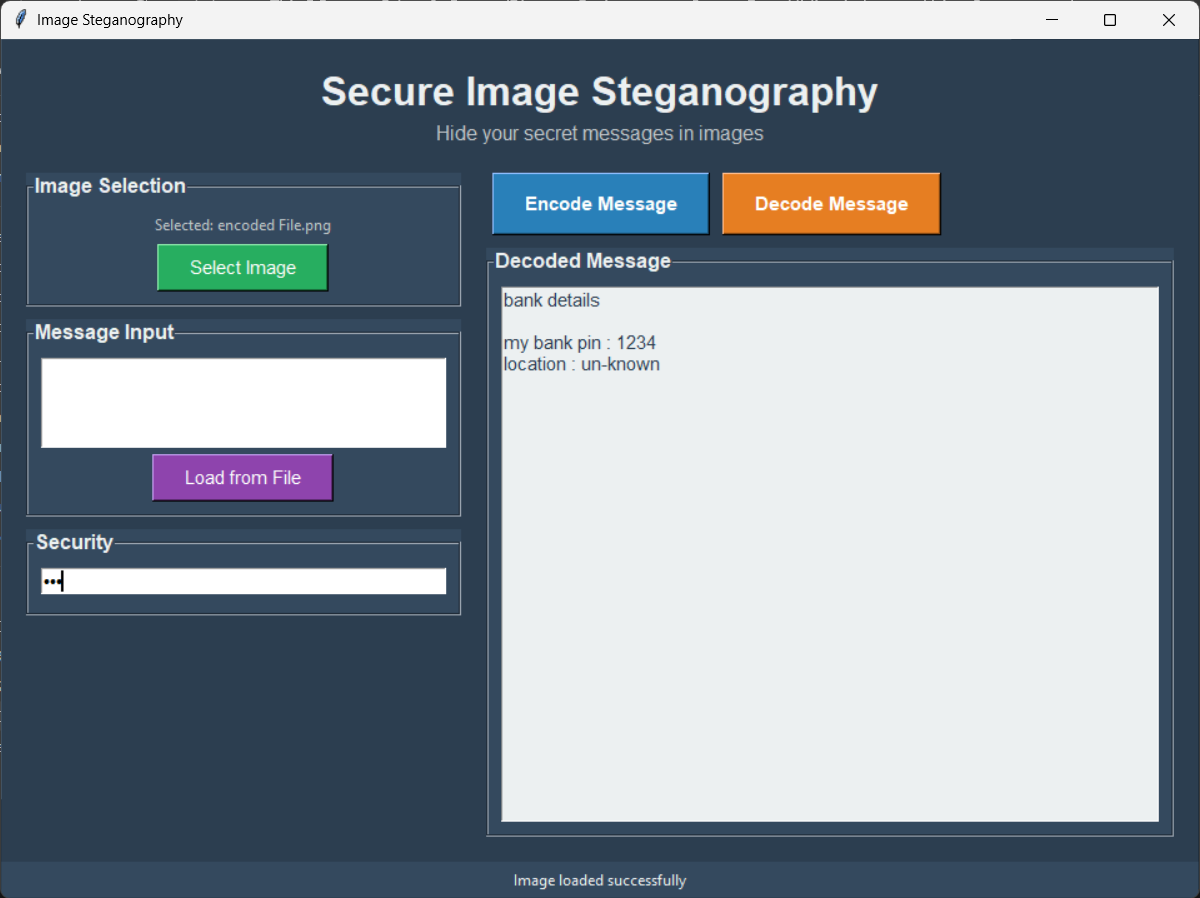 Image Steganography
Secure Image Steganography
Hide your secret messages in images
Image Selection
Selected: encoded File.png
Select Image
Message Input
Load from File
Security
•••
Encode Message
Decode Message
Decoded Message
bank details
my bank pin : 1234
location : un-known
Image loaded successfully